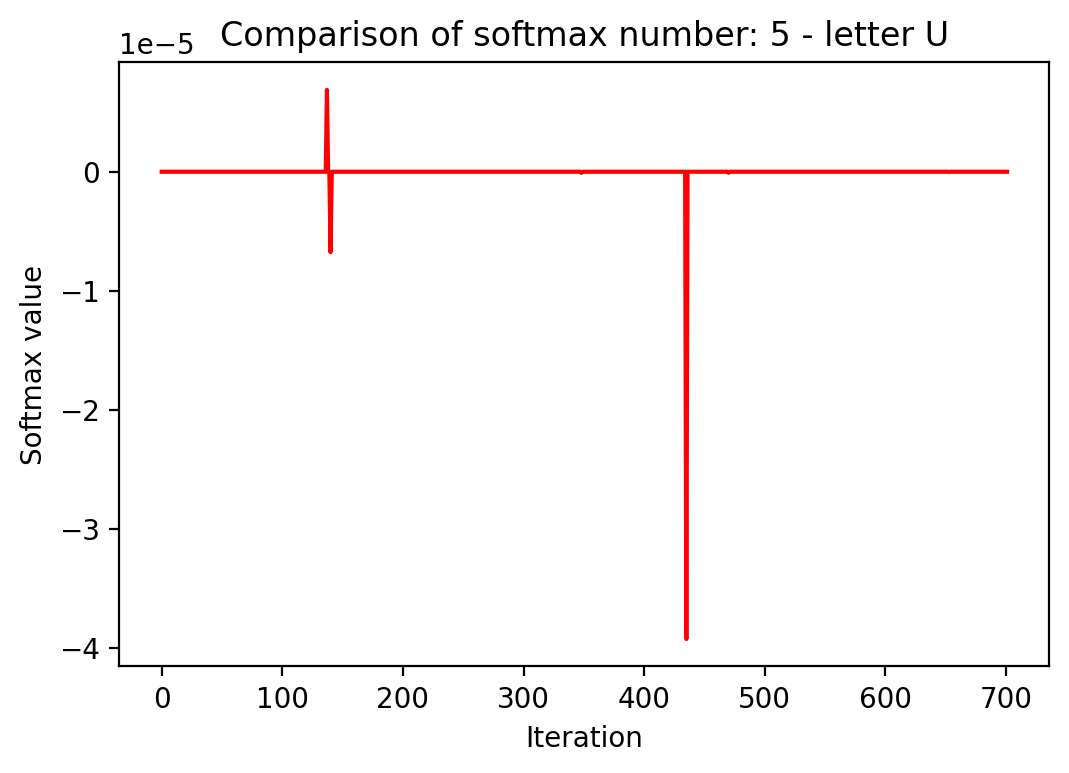 Comparison of softmax number: 5 - letter U
1e−5
0
−1
−2
−3
−4
Softmax value
0 100 200 300 400 500 600 700
Iteration